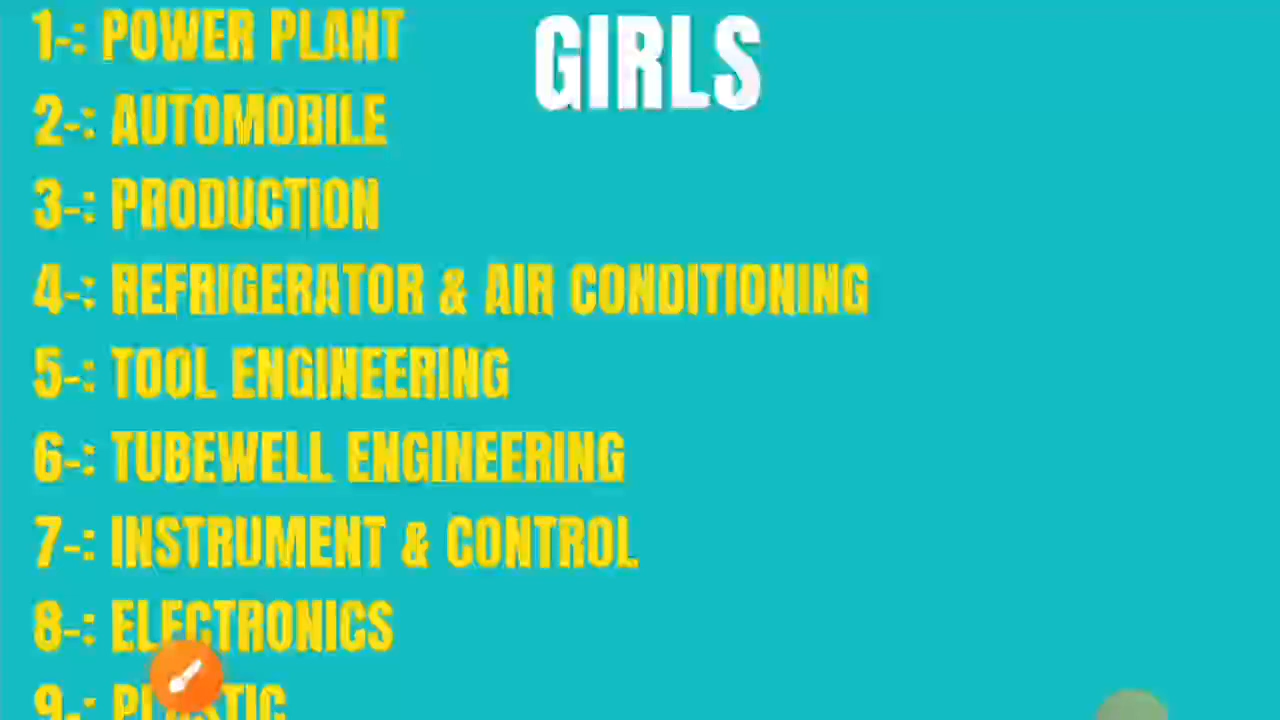 GIRLS
1-: POWER PLANT
2-: AUTOMOBILE
3-: PRODUCTION
4-: REFRIGERATOR & AIR CONDITIONING
5-: TOOL ENGINEERING
6-: TUBEWELL ENGINEERING
7-: INSTRUMENT & CONTROL
8-: ELECTRONICS
9-: PLASTIC